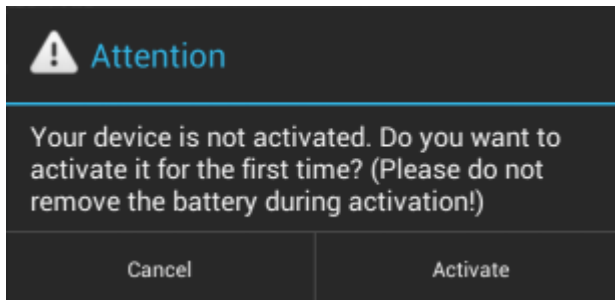 Attention
Your device is not activated. Do you want to
activate it for the first time? (Please do not
remove the battery during activation!)
Cancel
Activate